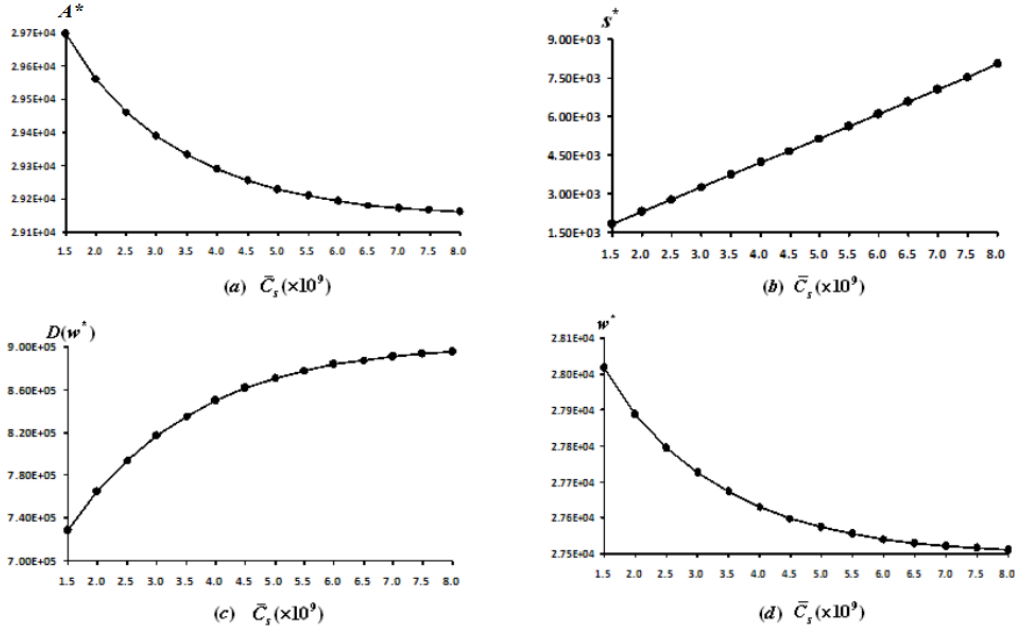 A*
2.97E+04
2.96E+04
2.95E+04
2.94E+04
2.93E+04
2.92E+04
2.91E+04
1.5 2.0 2.5 3.0 3.5 4.0 4.5 5.0 5.5 6.0 6.5 7.0 7.5 8.0
(a) C̄ₛ(×10⁹)
s*
9.00E+03
7.50E+03
6.00E+03
4.50E+03
3.00E+03
1.50E+03
1.5 2.0 2.5 3.0 3.5 4.0 4.5 5.0 5.5 6.0 6.5 7.0 7.5 8.0
(b) C̄ₛ(×10⁹)
D(w*)
9.00E+05
8.60E+05
8.20E+05
7.80E+05
7.40E+05
7.00E+05
1.5 2.0 2.5 3.0 3.5 4.0 4.5 5.0 5.5 6.0 6.5 7.0 7.5 8.0
(c) C̄ₛ(×10⁹)
w*
2.81E+04
2.80E+04
2.79E+04
2.78E+04
2.77E+04
2.76E+04
2.75E+04
1.5 2.0 2.5 3.0 3.5 4.0 4.5 5.0 5.5 6.0 6.5 7.0 7.5 8.0
(d) C̄ₛ(×10⁹)